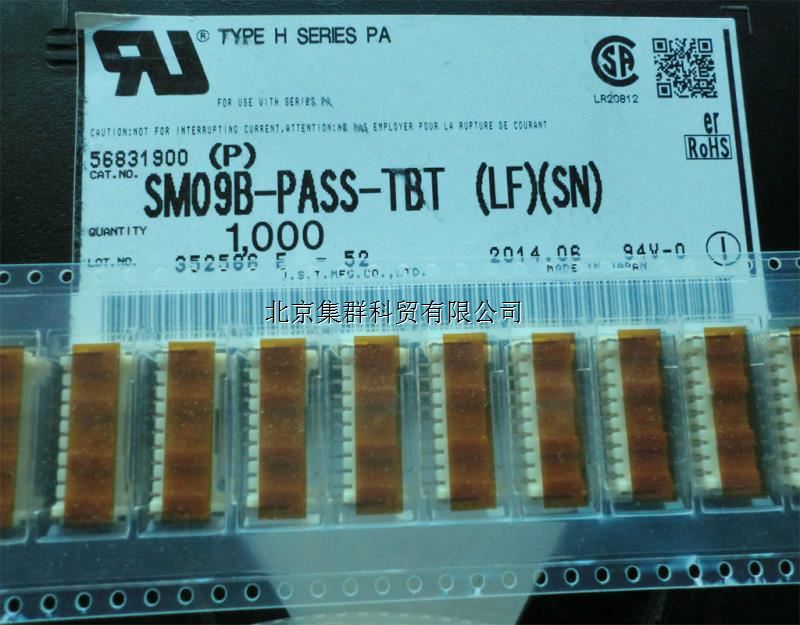 ® TYPE H SERIES PA
FOR USE WITH SERIES PA
LR20812
CAUTION:NOT FOR INTERRUPTING CURRENT.ATTENTION:NE PAS EMPLOYER POUR LA RUPTURE DE COURANT
er
RoHS
56831900 (P)
CAT.NO.
SM09B-PASS-TBT (LF)(SN)
QUANTITY 1,000
LOT.NO. 352586 E - 52 2014.06 94V-0 I
J.S.T.MFG.CO.,LTD. MADE IN JAPAN
北京集群科贸有限公司